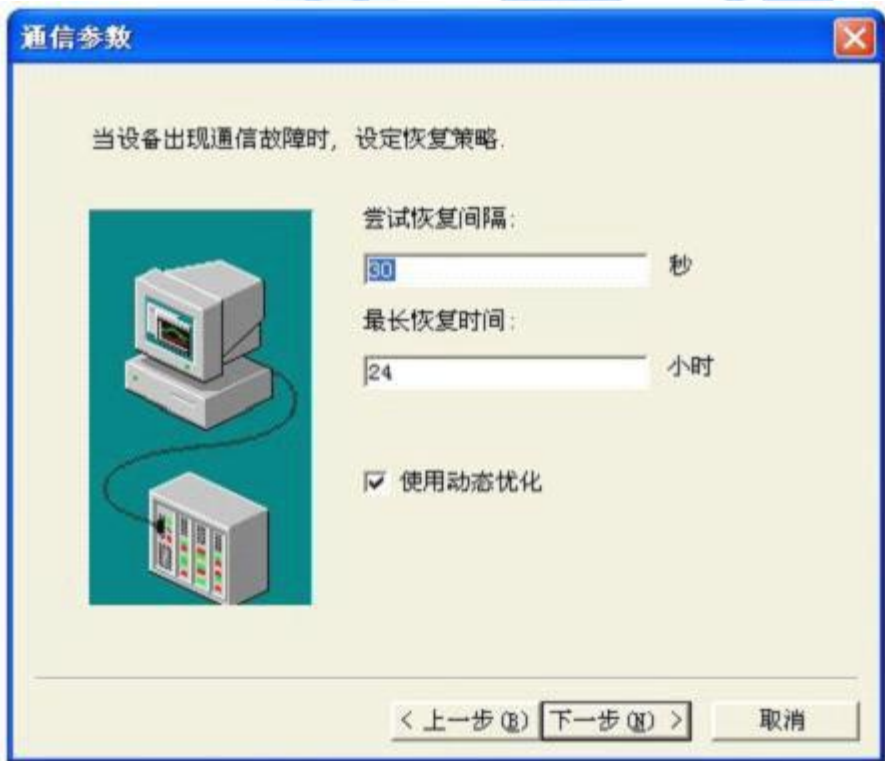 通信参数
当设备出现通信故障时, 设定恢复策略.
尝试恢复间隔:
30 秒
最长恢复时间:
24 小时
使用动态优化
< 上一步(B) 下一步(N) > 取消